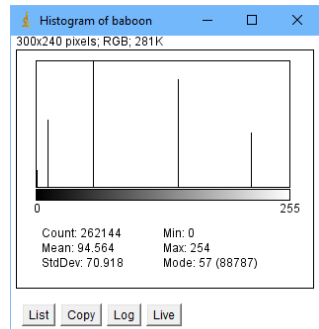 Histogram of baboon
300x240 pixels; RGB; 281K
0 255
Count: 262144 Min: 0
Mean: 94.564 Max: 254
StdDev: 70.918 Mode: 57 (88787)
List Copy Log Live